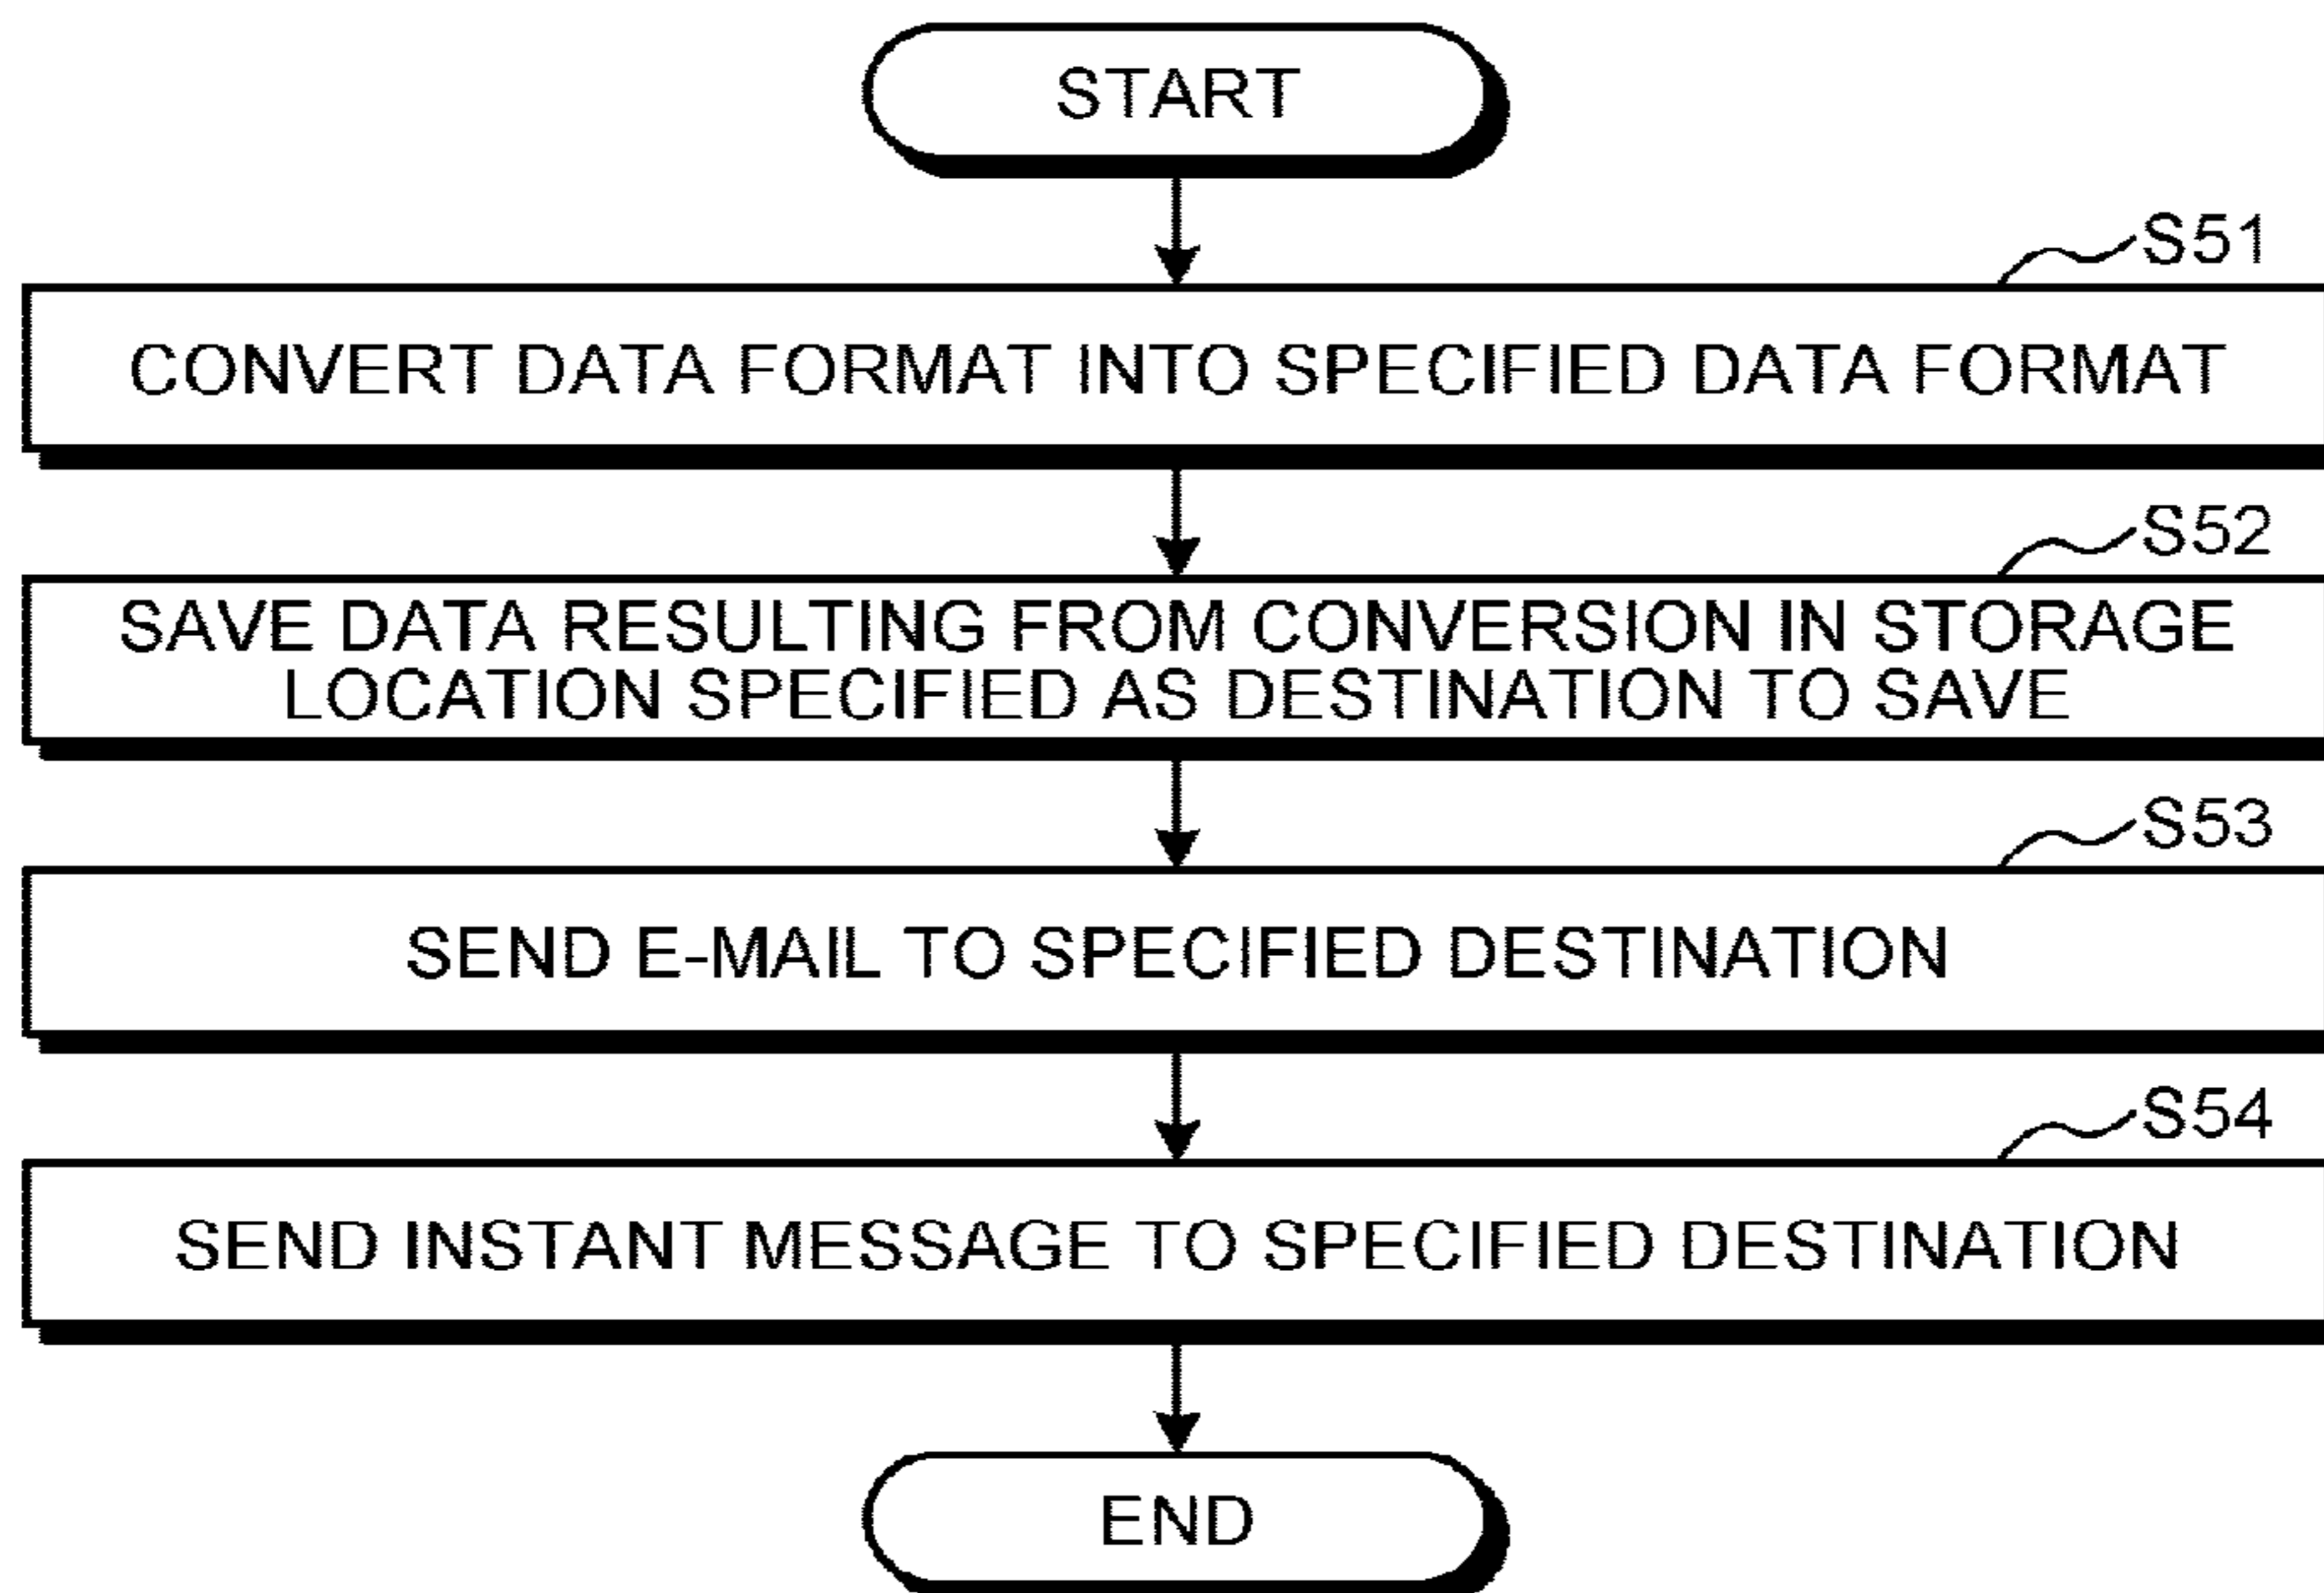 START
S51
CONVERT DATA FORMAT INTO SPECIFIED DATA FORMAT
S52
SAVE DATA RESULTING FROM CONVERSION IN STORAGE
LOCATION SPECIFIED AS DESTINATION TO SAVE
S53
SEND E-MAIL TO SPECIFIED DESTINATION
S54
SEND INSTANT MESSAGE TO SPECIFIED DESTINATION
END